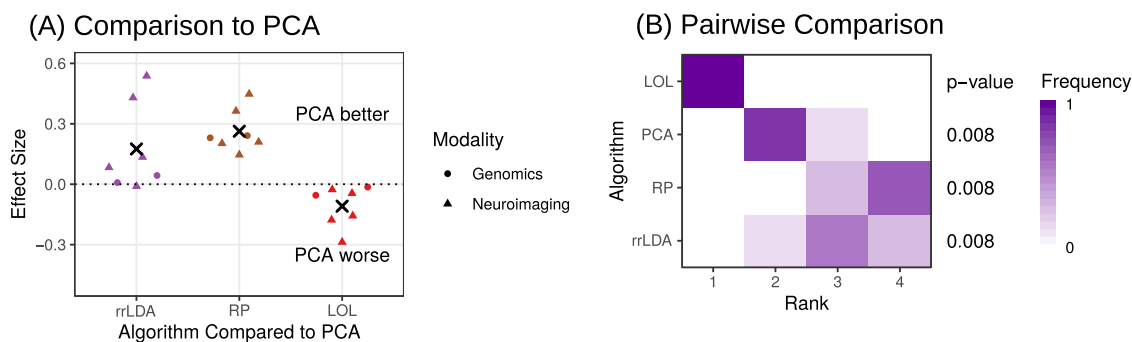 (A) Comparison to PCA
Effect Size
0.6
0.3
0.0
−0.3
PCA better
PCA worse
rrLDA
RP
LOL
Algorithm Compared to PCA
Modality
Genomics
Neuroimaging
(B) Pairwise Comparison
Algorithm
LOL
PCA
RP
rrLDA
1
2
3
4
Rank
p−value
0.008
0.008
0.008
Frequency
1
0